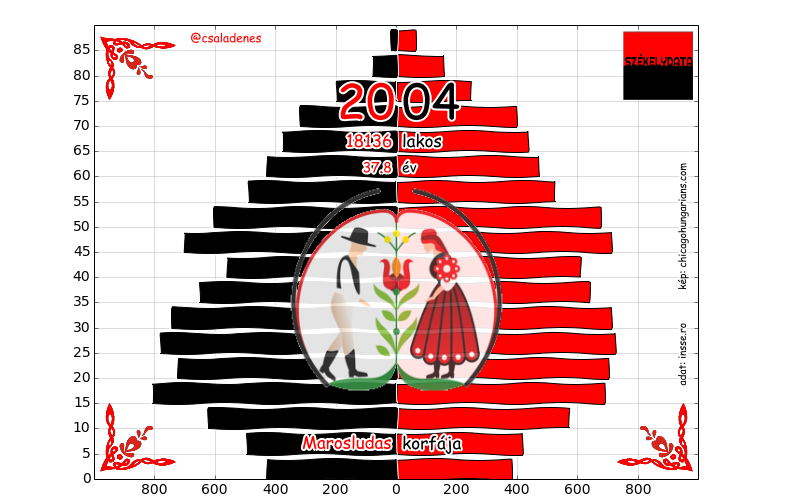 @csaladenes
SZÉKELYDATA
2004
18136 lakos
37.8 év
kép: chicagohungarians.com
adat: insse.ro
Marosludas korfája
85
80
75
70
65
60
55
50
45
40
35
30
25
20
15
10
5
0
800 600 400 200 0 200 400 600 800